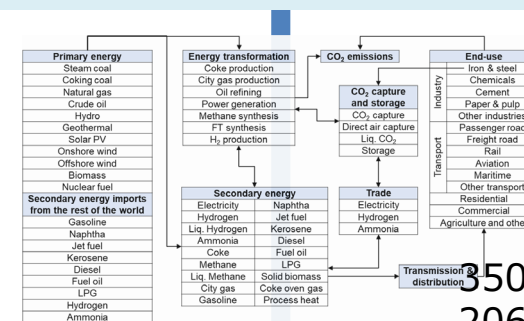 Primary energy
Steam coal
Coking coal
Natural gas
Crude oil
Hydro
Geothermal
Solar PV
Onshore wind
Offshore wind
Biomass
Nuclear fuel
Secondary energy imports
from the rest of the world
Gasoline
Naphtha
Jet fuel
Kerosene
Diesel
Fuel oil
LPG
Hydrogen
Ammonia
Energy transformation
Coke production
City gas production
Oil refining
Power generation
Methane synthesis
FT synthesis
H₂ production
Secondary energy
Electricity Naphtha
Hydrogen Jet fuel
Liq. Hydrogen Kerosene
Ammonia Diesel
Coke Fuel oil
Methane LPG
Liq. Methane Solid biomass
City gas Coke oven gas
Gasoline Process heat
CO₂ emissions
CO₂ capture
and storage
CO₂ capture
Direct air capture
Liq. CO₂
Storage
Trade
Electricity
Hydrogen
Ammonia
Transmission &
distribution
End-use
Industry
Iron & steel
Chemicals
Cement
Paper & pulp
Other industries
Transport
Passenger road
Freight road
Rail
Aviation
Maritime
Other transport
Residential
Commercial
Agriculture and othe
350
206